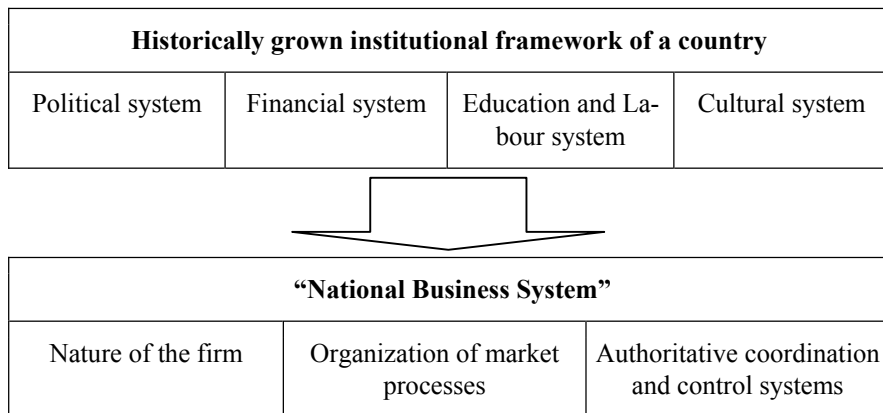 Historically grown institutional framework of a country
Political system
Financial system
Education and La-
bour system
Cultural system
“National Business System”
Nature of the firm
Organization of market
processes
Authoritative coordination
and control systems